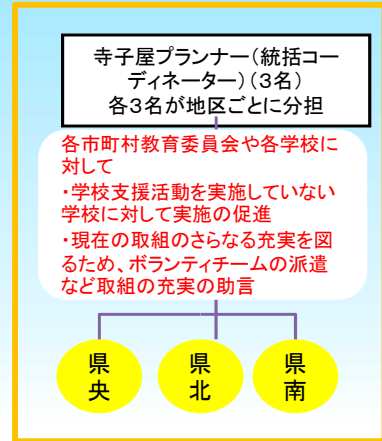 寺子屋プランナー(統括コー
ディネーター)(3名)
各3名が地区ごとに分担
各市町村教育委員会や各学校に
対して
・学校支援活動を実施していない
学校に対して実施の促進
・現在の取組のさらなる充実を図
るため、ボランティチームの派遣
など取組の充実の助言
県央
県北
県南